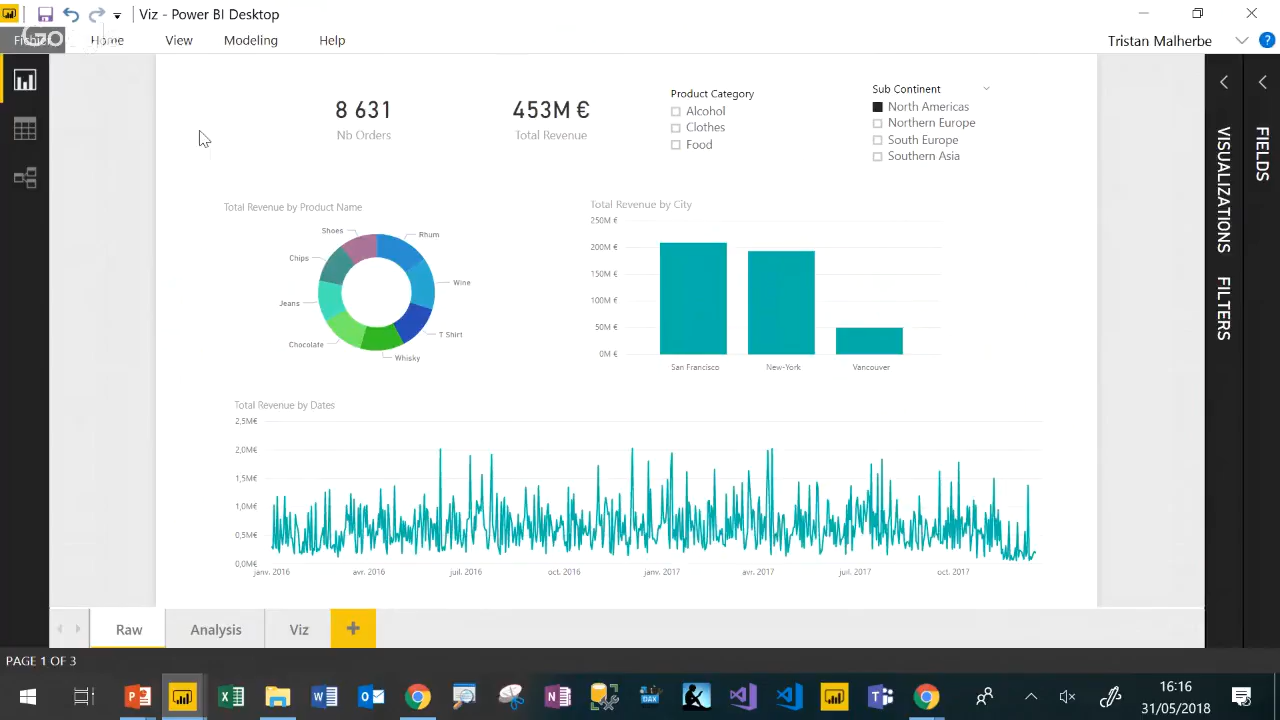 Viz - Power BI Desktop
Fichier
Go
Home
View
Modeling
Help
Tristan Malherbe
?
8 631
Nb Orders
453M €
Total Revenue
Product Category
Alcohol
Clothes
Food
Sub Continent
North Americas
Northern Europe
South Europe
Southern Asia
VISUALIZATIONS
FILTERS
FIELDS
Total Revenue by Product Name
Shoes
Rhum
Chips
Wine
Jeans
T Shirt
Chocolate
Whisky
Total Revenue by City
250M €
200M €
150M €
100M €
50M €
0M €
San Francisco
New-York
Vancouver
Total Revenue by Dates
2,5M€
2,0M€
1,5M€
1,0M€
0,5M€
0,0M€
janv. 2016
avr. 2016
juil. 2016
oct. 2016
janv. 2017
avr. 2017
juil. 2017
oct. 2017
Raw
Analysis
Viz
+
PAGE 1 OF 3
DAX
16:16
31/05/2018